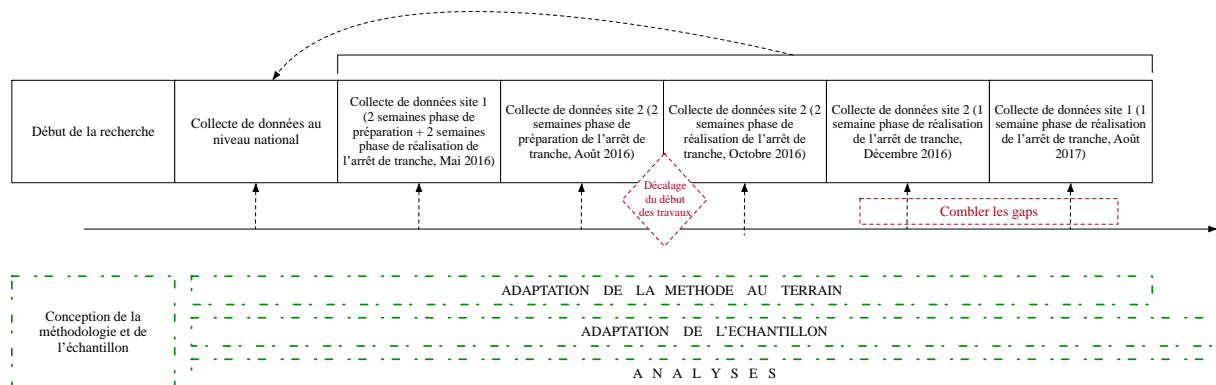 Début de la recherche
Collecte de données au
niveau national
Collecte de données site 1
(2 semaines phase de
préparation + 2 semaines
phase de réalisation de
l’arrêt de tranche, Mai 2016)
Collecte de données site 2 (2
semaines phase de
préparation de l’arrêt de
tranche, Août 2016)
Collecte de données site 2 (2
semaines phase de
réalisation de l’arrêt de
tranche, Octobre 2016)
Collecte de données site 2 (1
semaine phase de réalisation
de l’arrêt de tranche,
Décembre 2016)
Collecte de données site 1 (1
semaine phase de réalisation
de l’arrêt de tranche, Août
2017)
Décalage
du début
des travaux
Combler les gaps
Conception de la
méthodologie et de
l’échantillon
ADAPTATION DE LA METHODE AU TERRAIN
ADAPTATION DE L’ECHANTILLON
A N A L Y S E S